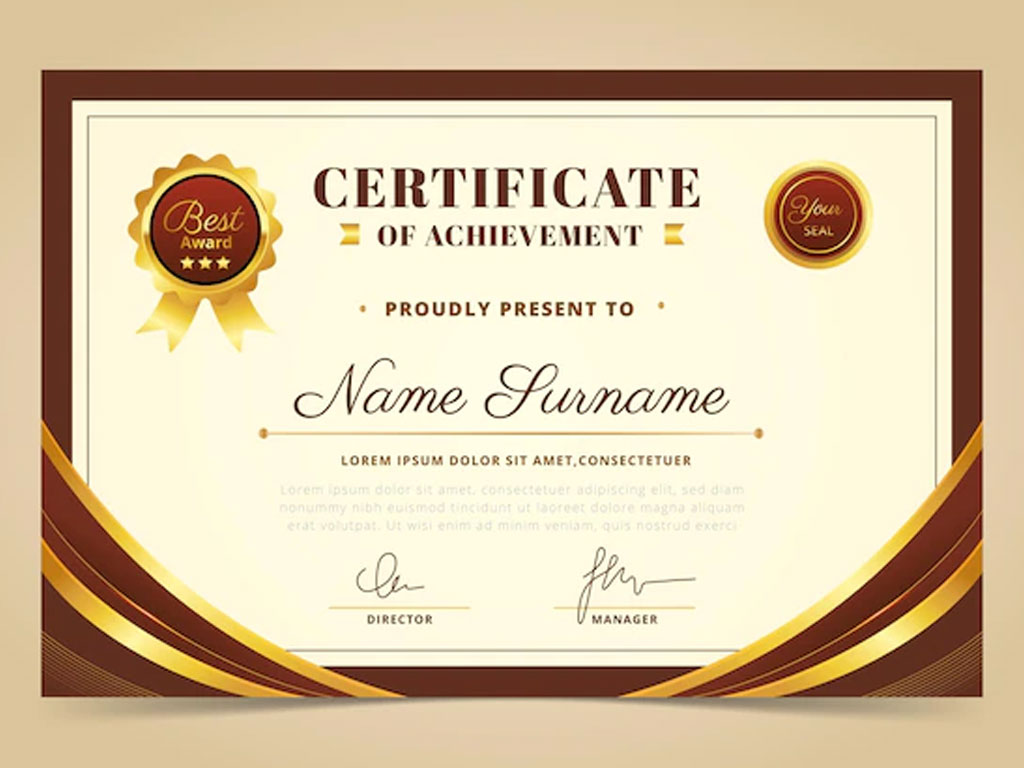 CERTIFICATE
OF ACHIEVEMENT
Best
Award
Your
SEAL
PROUDLY PRESENT TO
Name Surname
LOREM IPSUM DOLOR SIT AMET,CONSECTETUER
Lorem ipsum dolor sit amet, consectetuer adipiscing elit, sed diam
nonummy nibh euismod tincidunt ut laoreet dolore magna aliquam
erat volutpat. Ut wisi enim ad minim veniam, quis nostrud exerci
DIRECTOR
MANAGER